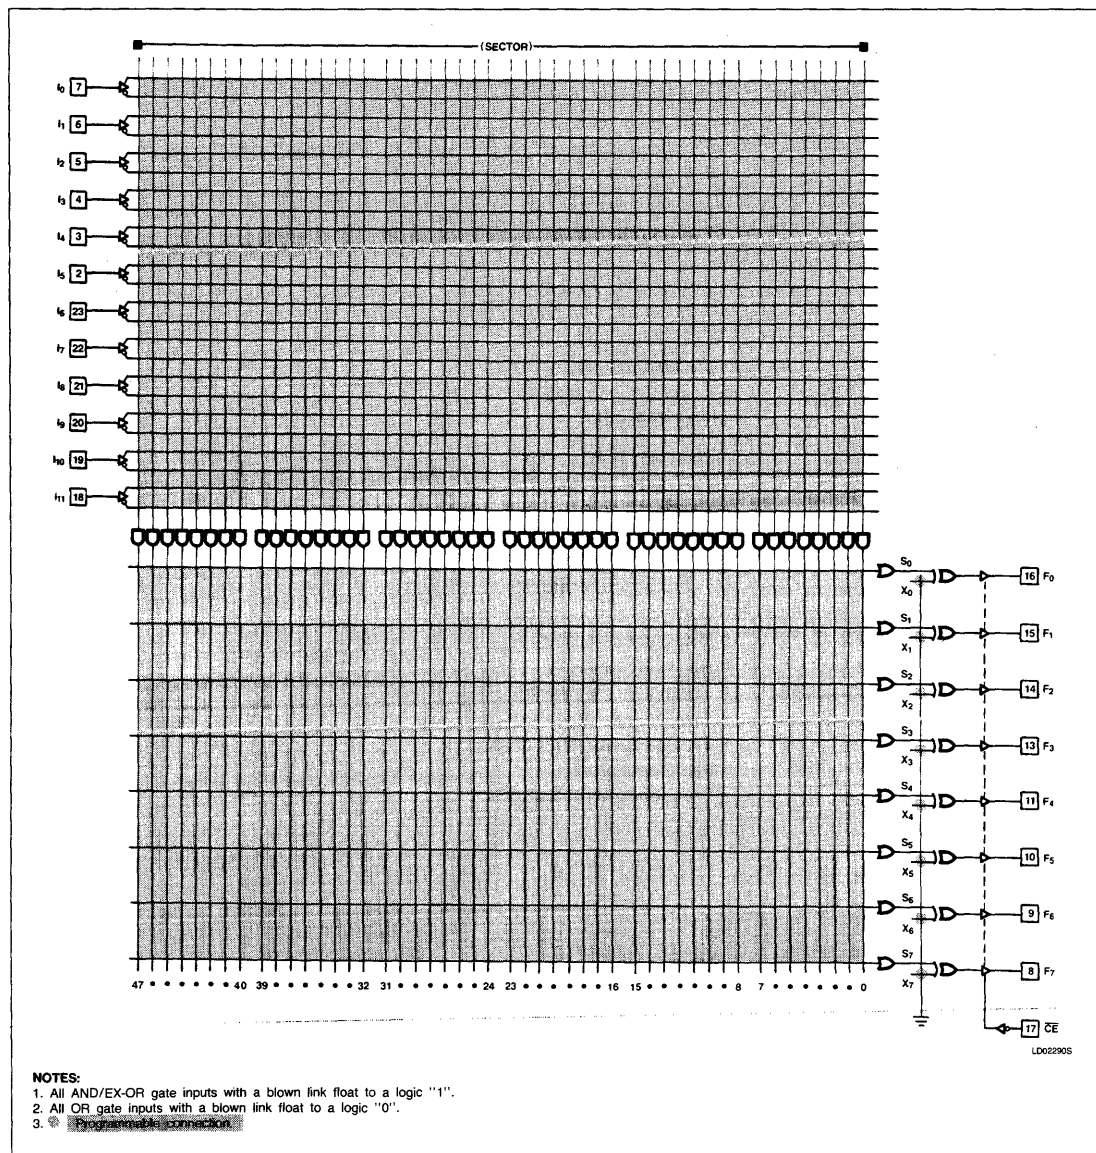 (SECTOR)
I0 7
I1 6
I2 5
I3 4
I4 3
I5 2
I6 23
I7 22
I8 21
I9 20
I10 19
I11 18
S0
X0
16 F0
S1
X1
15 F1
S2
X2
14 F2
S3
X3
13 F3
S4
X4
11 F4
S5
X5
10 F5
S6
X6
9 F6
S7
X7
8 F7
47 • • • • • • 40 39 • • • • • • 32 31 • • • • • • 24 23 • • • • • • 16 15 • • • • • • 8 7 • • • • • • 0
17 C̅E̅
LD02290S
NOTES:
1. All AND/EX-OR gate inputs with a blown link float to a logic ''1''.
2. All OR gate inputs with a blown link float to a logic ''0''.
3. Programmable connection.